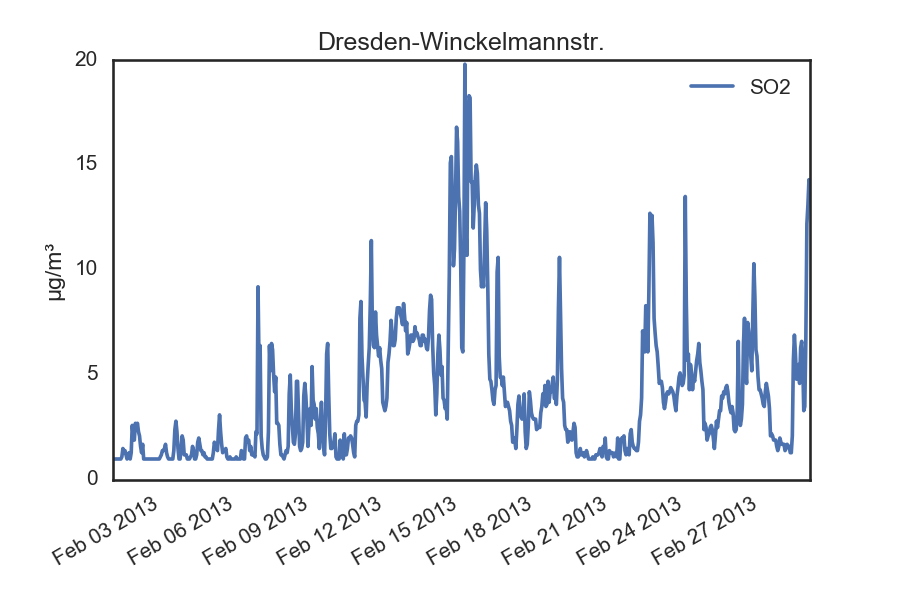 Dresden-Winckelmannstr.
SO2
µg/m³
20
15
10
5
0
Feb 03 2013
Feb 06 2013
Feb 09 2013
Feb 12 2013
Feb 15 2013
Feb 18 2013
Feb 21 2013
Feb 24 2013
Feb 27 2013